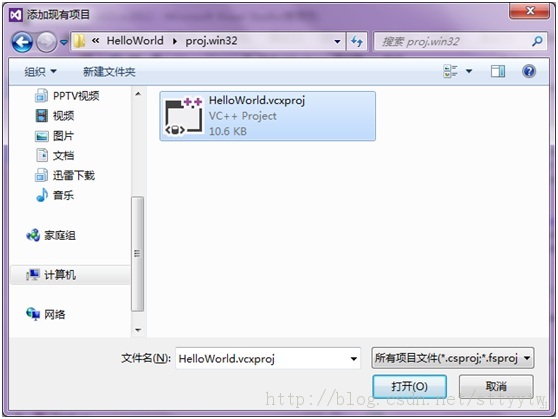 添加现有项目
« HelloWorld ▸ proj.win32
搜索 proj.win32
组织 新建文件夹
PPTV视频
视频
图片
文档
迅雷下载
音乐
家庭组
计算机
网络
HelloWorld.vcxproj
VC++ Project
10.6 KB
文件名(N): HelloWorld.vcxproj 所有项目文件(*.csproj;*.fsproj
打开(O) 取消
http://blog.csdn.net/sttyytw